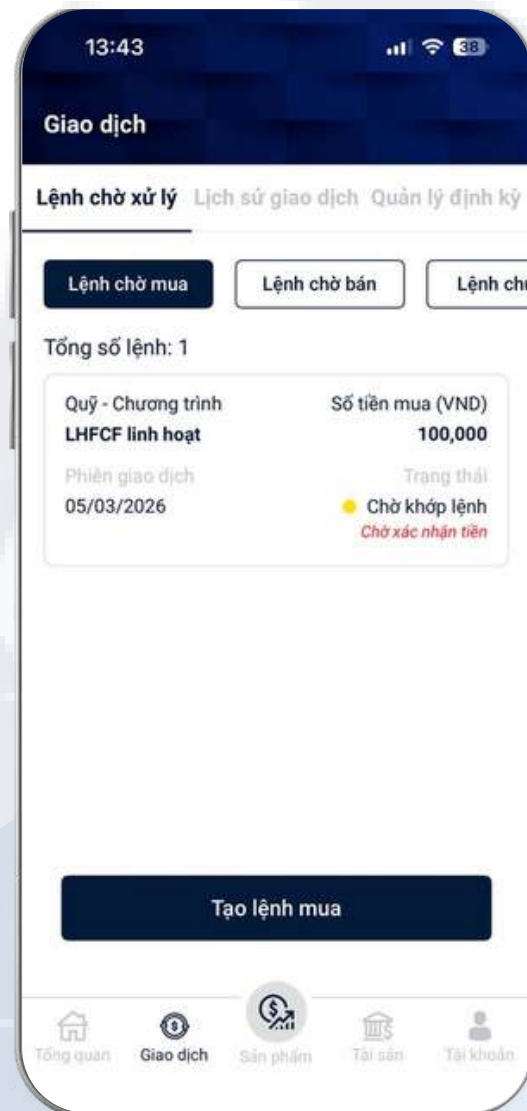 13:43
38
Giao dịch
Lệnh chờ xử lý Lịch sử giao dịch Quản lý định kỳ
Lệnh chờ mua Lệnh chờ bán Lệnh chu
Tổng số lệnh: 1
Quỹ - Chương trình Số tiền mua (VND)
LHFCF linh hoạt 100,000
Phiên giao dịch Trạng thái
05/03/2026 Chờ khớp lệnh
Chờ xác nhận tiền
Tạo lệnh mua
Tổng quan Giao dịch Sản phẩm Tài sản Tài khoản